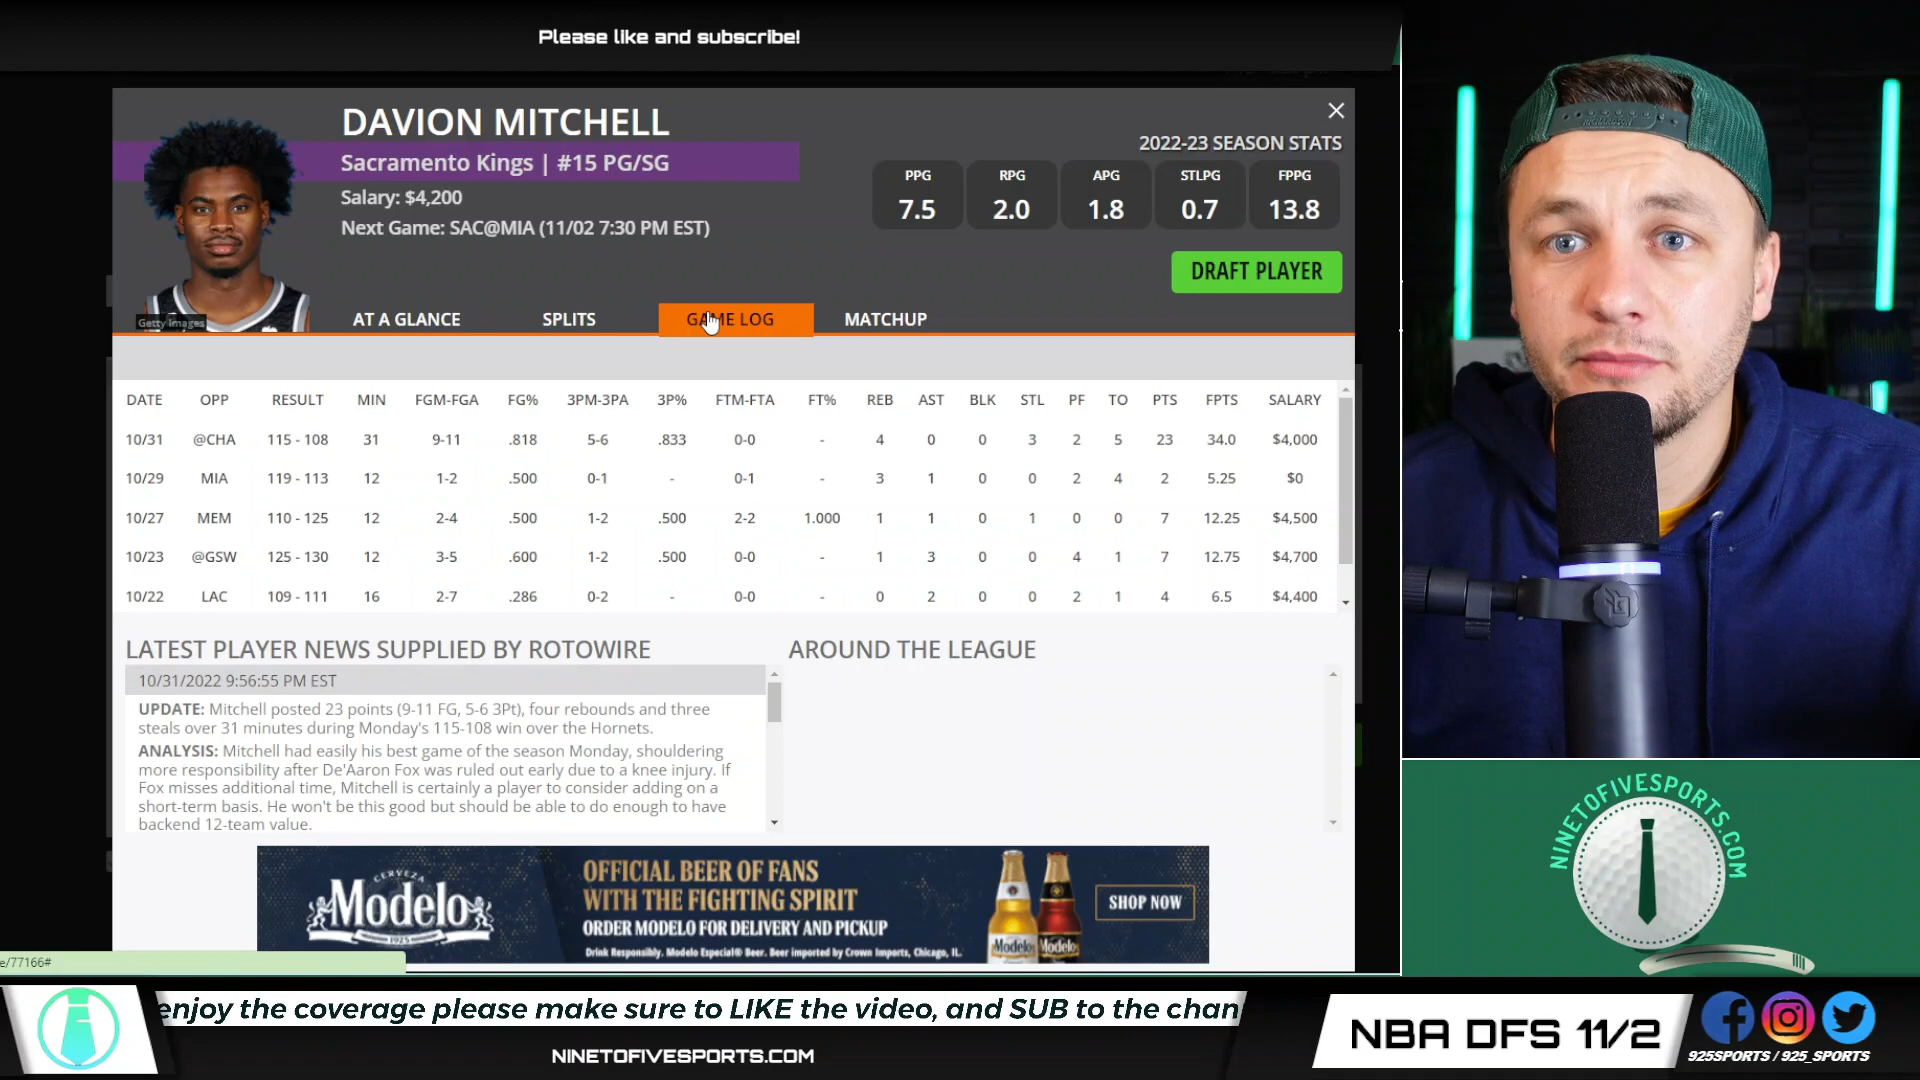 Please like and subscribe!
DAVION MITCHELL
Sacramento Kings | #15 PG/SG
Salary: $4,200
Next Game: SAC@MIA (11/02 7:30 PM EST)
Getty Images
2022-23 SEASON STATS
PPG RPG APG STLPG FPPG
7.5 2.0 1.8 0.7 13.8
DRAFT PLAYER
AT A GLANCE SPLITS GAME LOG MATCHUP
DATE OPP RESULT MIN FGM-FGA FG% 3PM-3PA 3P% FTM-FTA FT% REB AST BLK STL PF TO PTS FPTS SALARY
10/31 @CHA 115 - 108 31 9-11 .818 5-6 .833 0-0 - 4 0 0 3 2 5 23 34.0 $4,000
10/29 MIA 119 - 113 12 1-2 .500 0-1 - 0-1 - 3 1 0 0 2 4 2 5.25 $0
10/27 MEM 110 - 125 12 2-4 .500 1-2 .500 2-2 1.000 1 1 0 1 0 0 7 12.25 $4,500
10/23 @GSW 125 - 130 12 3-5 .600 1-2 .500 0-0 - 1 3 0 0 4 1 7 12.75 $4,700
10/22 LAC 109 - 111 16 2-7 .286 0-2 - 0-0 - 0 2 0 0 2 1 4 6.5 $4,400
LATEST PLAYER NEWS SUPPLIED BY ROTOWIRE
AROUND THE LEAGUE
10/31/2022 9:56:55 PM EST
UPDATE: Mitchell posted 23 points (9-11 FG, 5-6 3Pt), four rebounds and three
steals over 31 minutes during Monday's 115-108 win over the Hornets.
ANALYSIS: Mitchell had easily his best game of the season Monday, shouldering
more responsibility after De'Aaron Fox was ruled out early due to a knee injury. If
Fox misses additional time, Mitchell is certainly a player to consider adding on a
short-term basis. He won't be this good but should be able to do enough to have
backend 12-team value.
CERVEZA
Modelo
1925
OFFICIAL BEER OF FANS
WITH THE FIGHTING SPIRIT
ORDER MODELO FOR DELIVERY AND PICKUP
Drink Responsibly. Modelo Especial® Beer. Beer imported by Crown Imports, Chicago, IL.
Modelo Modelo
SHOP NOW
e/77166#
NINETOFIVESPORTS.COM
enjoy the coverage please make sure to LIKE the video, and SUB to the chan
NINETOFIVESPORTS.COM
NBA DFS 11/2
925SPORTS / 925_SPORTS